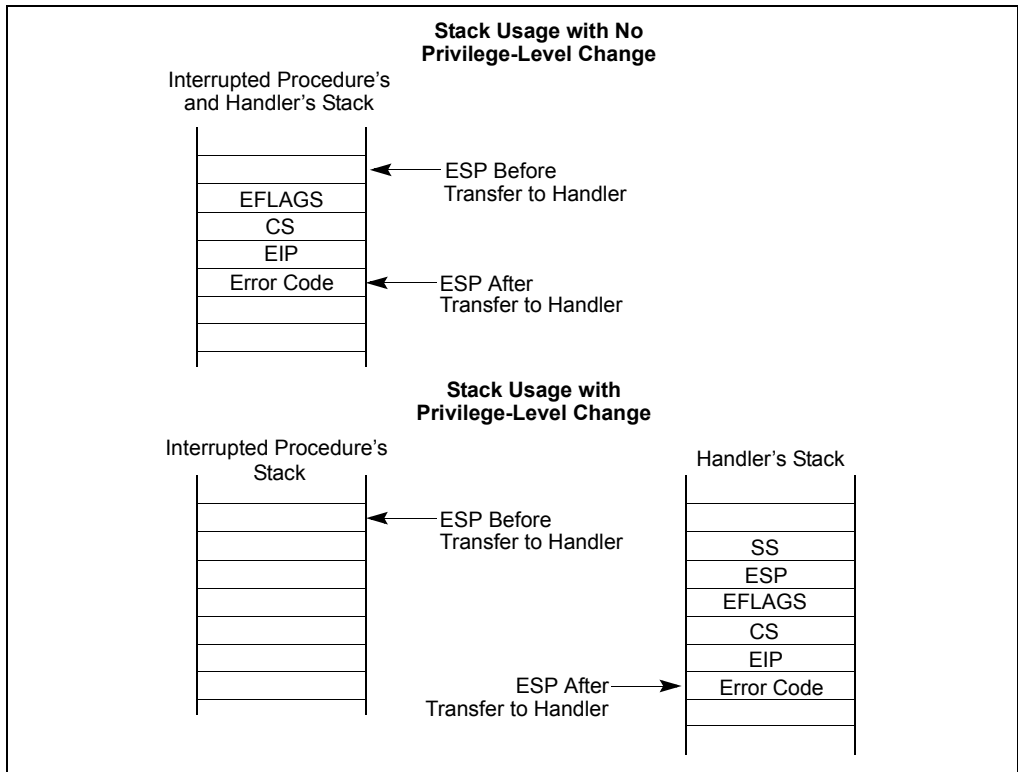 Stack Usage with No
Privilege-Level Change
Interrupted Procedure’s
and Handler’s Stack
ESP Before
Transfer to Handler
EFLAGS
CS
EIP
Error Code
ESP After
Transfer to Handler
Stack Usage with
Privilege-Level Change
Interrupted Procedure’s
Stack
Handler’s Stack
ESP Before
Transfer to Handler
SS
ESP
EFLAGS
CS
EIP
ESP After
Transfer to Handler
Error Code